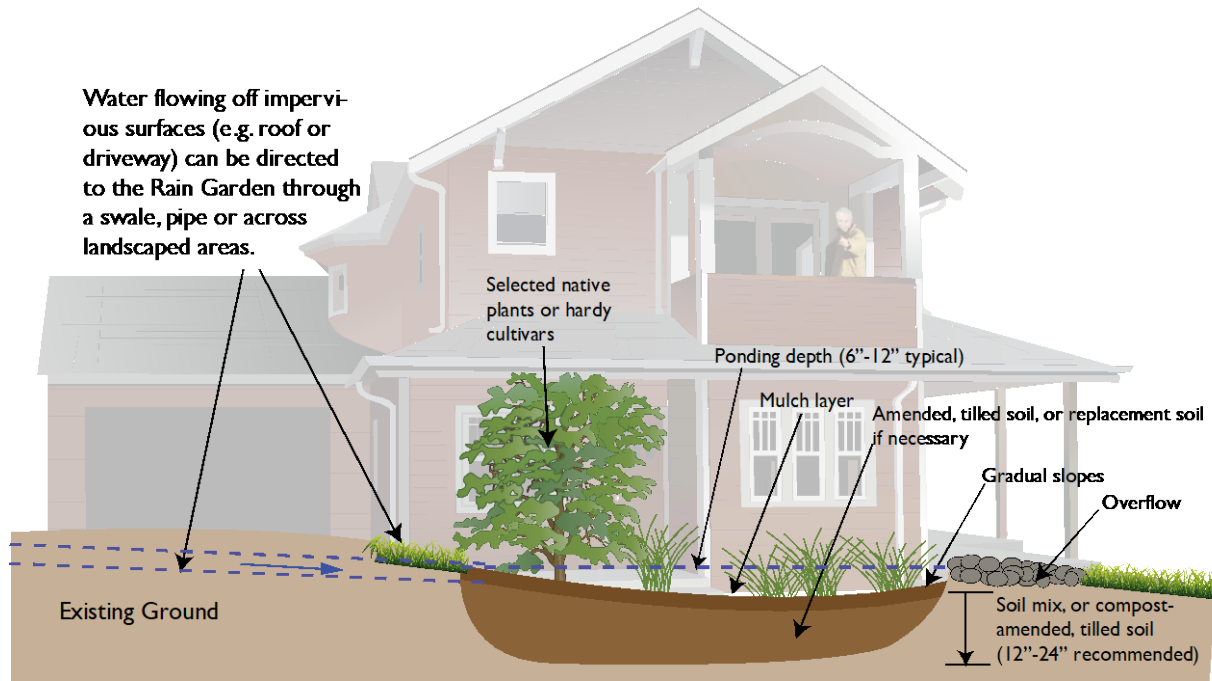 Water flowing off impervi-
ous surfaces (e.g. roof or
driveway) can be directed
to the Rain Garden through
a swale, pipe or across
landscaped areas.
Selected native
plants or hardy
cultivars
Ponding depth (6”-12” typical)
Mulch layer
Amended, tilled soil, or replacement soil
if necessary
Gradual slopes
Overflow
Existing Ground
Soil mix, or compost-
amended, tilled soil
(12”-24” recommended)